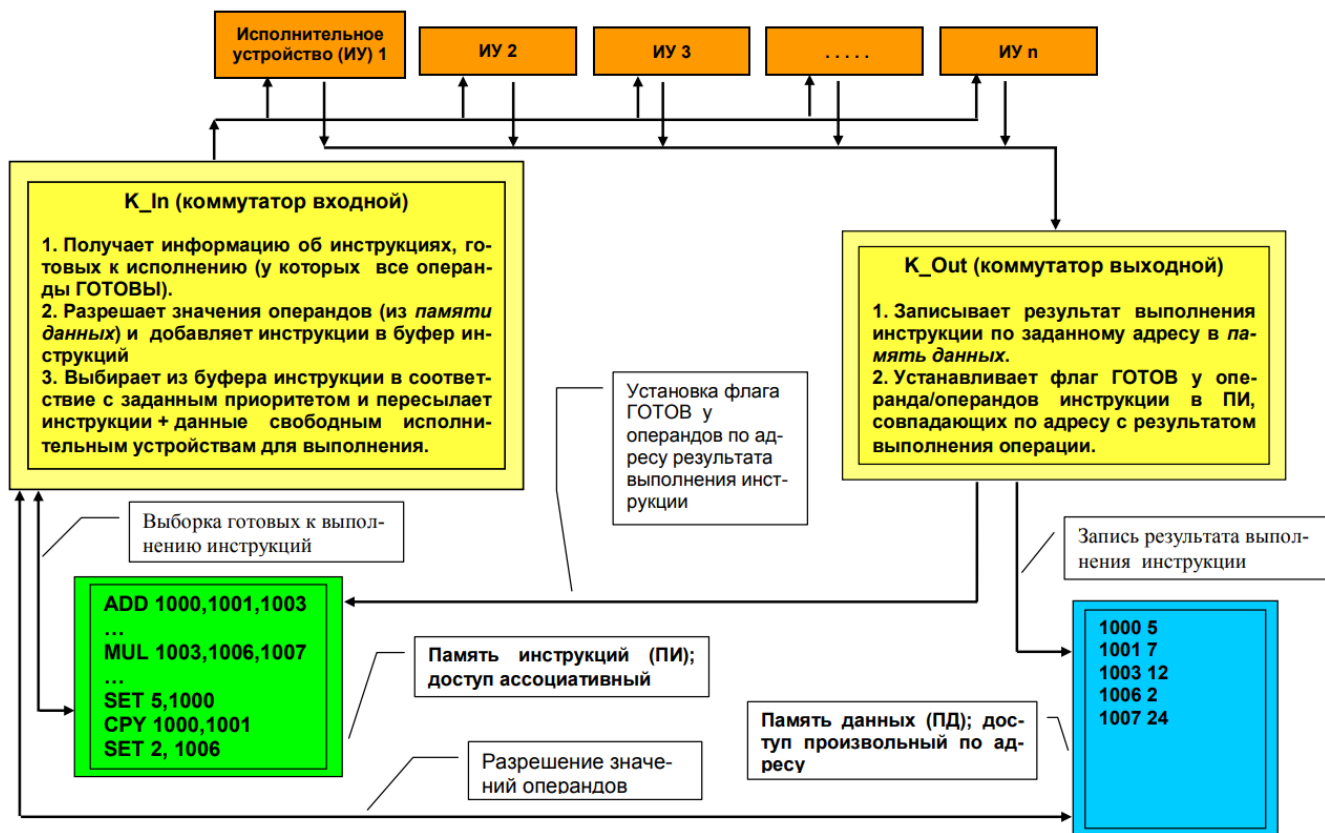 Исполнительное
устройство (ИУ) 1
ИУ 2
ИУ 3
. . . . .
ИУ n
K_In (коммутатор входной)
1. Получает информацию об инструкциях, го-
товых к исполнению (у которых все операн-
ды ГОТОВЫ).
2. Разрешает значения операндов (из памяти
данных) и добавляет инструкции в буфер ин-
струкций
3. Выбирает из буфера инструкции в соответ-
ствие с заданным приоритетом и пересылает
инструкции + данные свободным исполни-
тельным устройствам для выполнения.
K_Out (коммутатор выходной)
1. Записывает результат выполнения
инструкции по заданному адресу в па-
мять данных.
2. Устанавливает флаг ГОТОВ у опе-
ранда/операндов инструкции в ПИ,
совпадающих по адресу с результатом
выполнения операции.
Установка флага
ГОТОВ у
операндов по ад-
ресу результата
выполнения инст-
рукции
Выборка готовых к выпол-
нению инструкций
Запись результата выпол-
нения инструкции
ADD 1000,1001,1003
...
MUL 1003,1006,1007
...
SET 5,1000
CPY 1000,1001
SET 2, 1006
Память инструкций (ПИ);
доступ ассоциативный
1000 5
1001 7
1003 12
1006 2
1007 24
Память данных (ПД); дос-
туп произвольный по ад-
ресу
Разрешение значе-
ний операндов